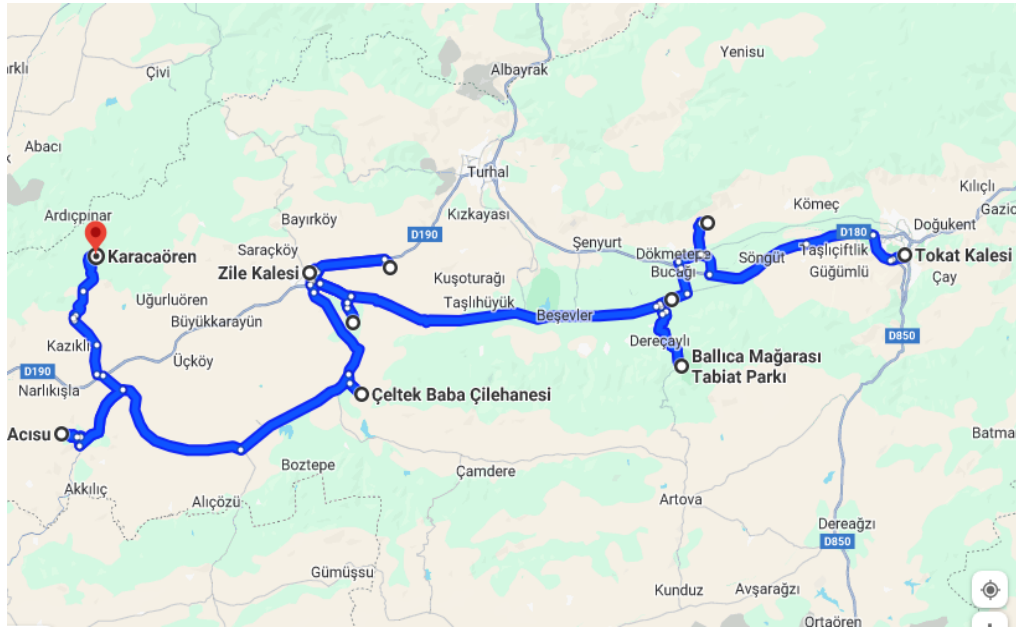 Yenisu
Albayrak
arklı
Çivi
Abacı
Turhal
Kılıçlı
Ardıçpınar
Bayırköy
Kızkayası
Kömeç
Gazio
Doğukent
D190
D180
Saraçköy
Şenyurt
Karacaören
Dökmetepe
Bucağı
Söngüt
Taşlıçiftlik
Tokat Kalesi
Zile Kalesi
Kuşoturağı
Güğümlü
Çay
Uğurluören
Taşlıhüyük
Beşevler
Büyükkarayün
Kazıklı
Dereçaylı
D850
Üçköy
Ballıca Mağarası
Tabiat Parkı
D190
Narlıkışla
Çeltek Baba Çilehanesi
Acısu
Batma
Boztepe
Çamdere
Akkılıç
Alıçözü
Artova
Dereağzı
D850
Gümüşsu
Kunduz
Avşarağzı
Ortaören